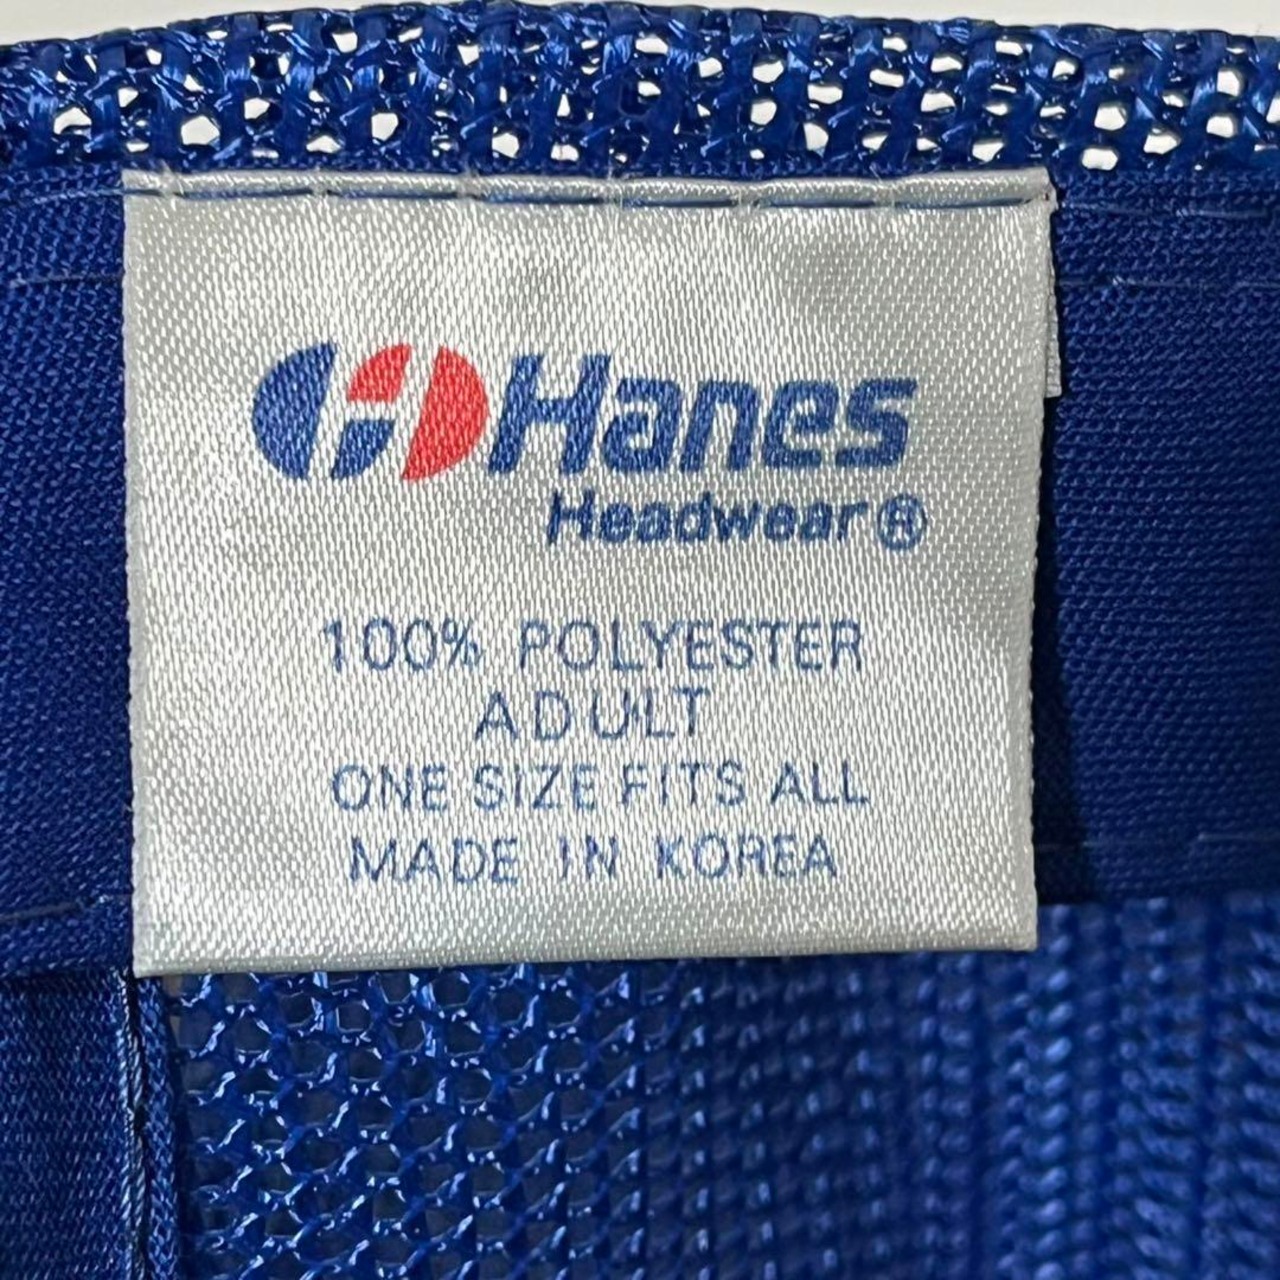 Hanes
Headwear®
100% POLYESTER
ADULT
ONE SIZE FITS ALL
MADE IN KOREA